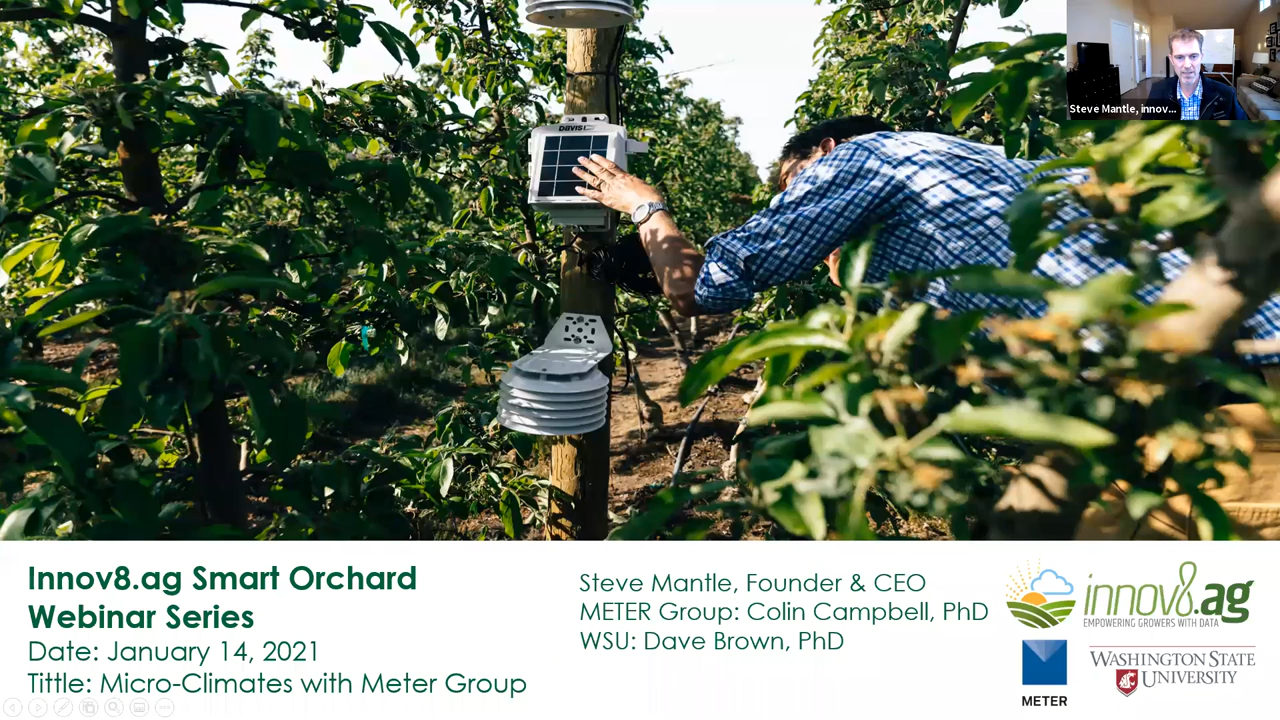 DAVIS
Steve Mantle, innov...
Innov8.ag Smart Orchard
Webinar Series
Date: January 14, 2021
Tittle: Micro-Climates with Meter Group
Steve Mantle, Founder & CEO
METER Group: Colin Campbell, PhD
WSU: Dave Brown, PhD
innov8.ag
EMPOWERING GROWERS WITH DATA
METER
WASHINGTON STATE
UNIVERSITY